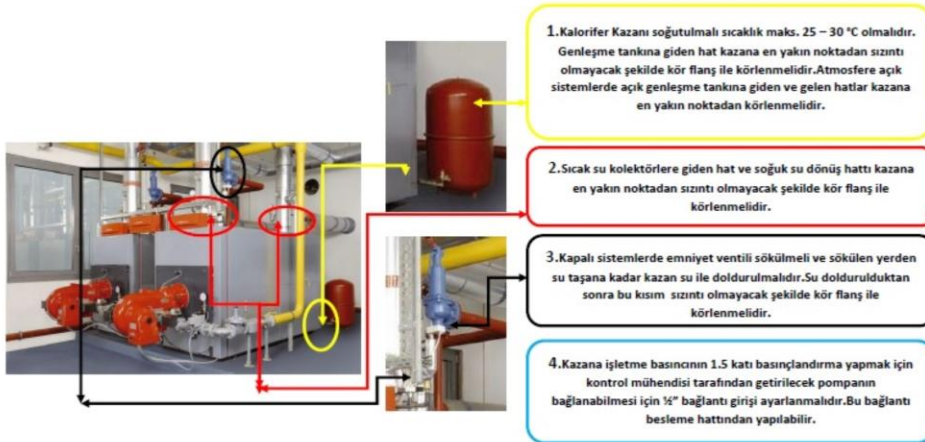 1.Kalorifer Kazanı soğutulmalı sıcaklık maks. 25 – 30 °C olmalıdır.
Genleşme tankına giden hat kazana en yakın noktadan sızıntı
olmayacak şekilde kör flanş ile körlenmelidir.Atmosfere açık
sistemlerde açık genleşme tankına giden ve gelen hatlar kazana
en yakın noktadan körlenmelidir.
2.Sıcak su kolektörlere giden hat ve soğuk su dönüş hattı kazana
en yakın noktadan sızıntı olmayacak şekilde kör flanş ile
körlenmelidir.
3.Kapalı sistemlerde emniyet ventili sökülmeli ve sökülen yerden
su taşana kadar kazan su ile doldurulmalıdır.Su doldurulduktan
sonra bu kısım sızıntı olmayacak şekilde kör flanş ile
körlenmelidir.
4.Kazana işletme basıncının 1.5 katı basınçlandırma yapmak için
kontrol mühendisi tarafından getirilecek pompanın
bağlanabilmesi için ½” bağlantı girişi ayarlanmalıdır.Bu bağlantı
besleme hattından yapılabilir.